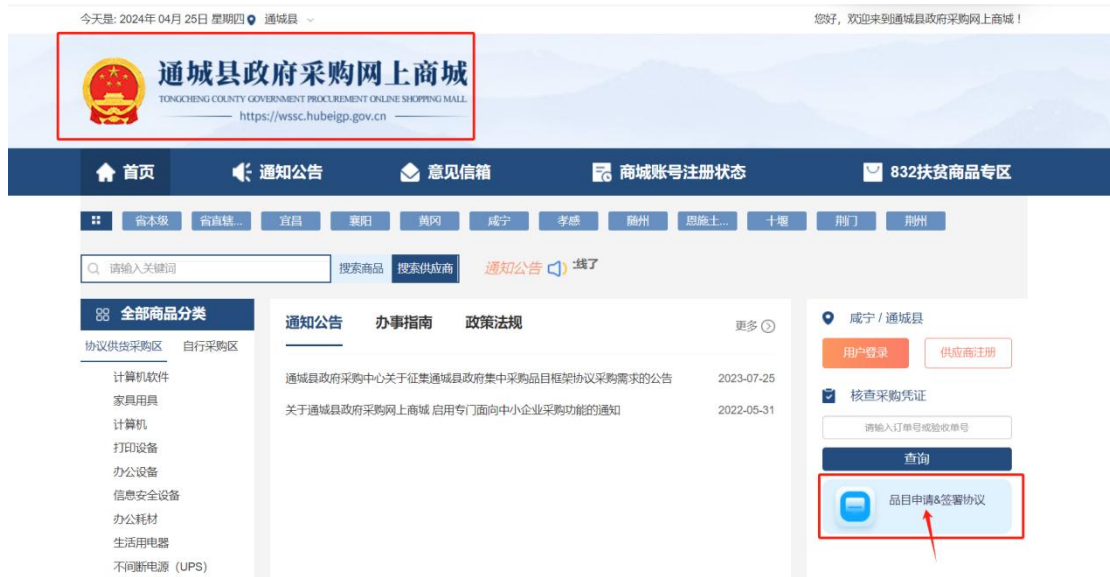 今天是: 2024年 04月 25日 星期四 通城县
您好，欢迎来到通城县政府采购网上商城！
通城县政府采购网上商城
TONGCHENG COUNTY GOVERNMENT PROCUREMENT ONLINE SHOPPING MALL
https://wssc.hubeigp.gov.cn
首页 通知公告 意见信箱 商城账号注册状态 832扶贫商品专区
省本级 省直辖... 宜昌 襄阳 黄冈 咸宁 孝感 随州 恩施土... 十堰 荆门 荆州
请输入关键词 搜索商品 搜索供应商 通知公告 线了
全部商品分类
协议供货采购区 自行采购区
计算机软件
家具用具
计算机
打印设备
办公设备
信息安全设备
办公耗材
生活用电器
不间断电源（UPS）
通知公告 办事指南 政策法规 更多
通城县政府采购中心关于征集通城县政府集中采购品目框架协议采购需求的公告 2023-07-25
关于通城县政府采购网上商城 启用专门面向中小企业采购功能的通知 2022-05-31
咸宁 / 通城县
用户登录 供应商注册
核查采购凭证
请输入订单号或验收单号
查询
品目申请&签署协议